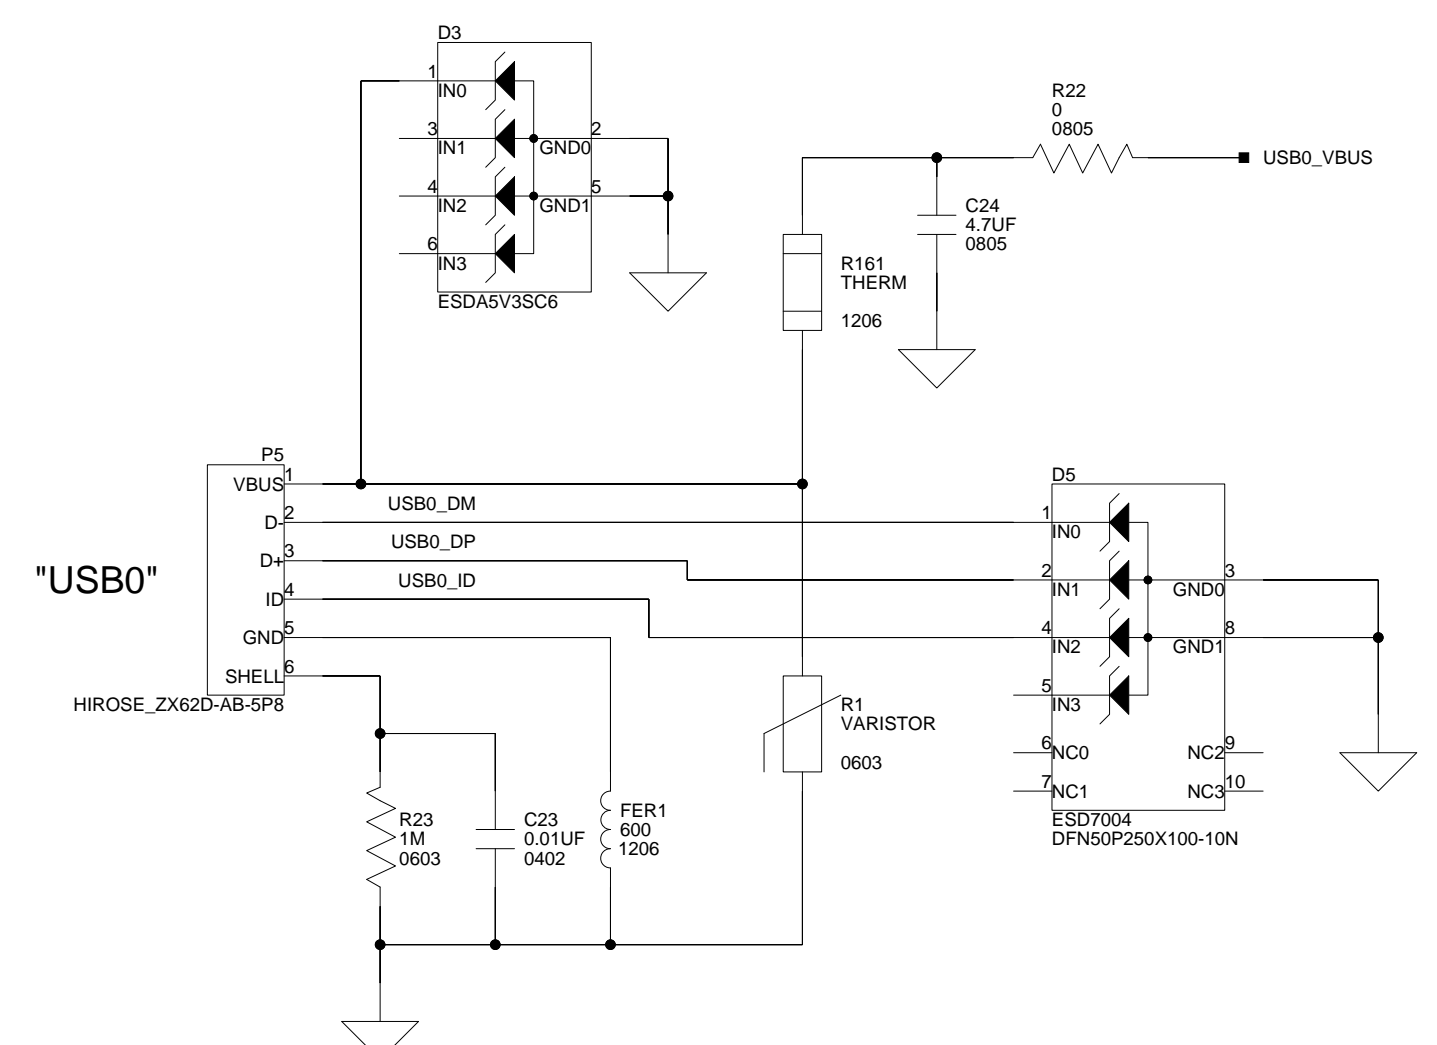 D3
1
IN0
3
IN1
4
IN2
6
IN3
2
GND0
5
GND1
ESDA5V3SC6
R22
0
0805
USB0_VBUS
C24
4.7UF
0805
R161
THERM
1206
"USB0"
P5
VBUS 1
D- 2
D+ 3
ID 4
GND 5
SHELL 6
HIROSE_ZX62D-AB-5P8
USB0_DM
USB0_DP
USB0_ID
D5
1
IN0
2
IN1
4
IN2
5
IN3
6
NC0
7
NC1
3
GND0
8
GND1
9
NC2
10
NC3
ESD7004
DFN50P250X100-10N
R1
VARISTOR
0603
R23
1M
0603
C23
0.01UF
0402
FER1
600
1206